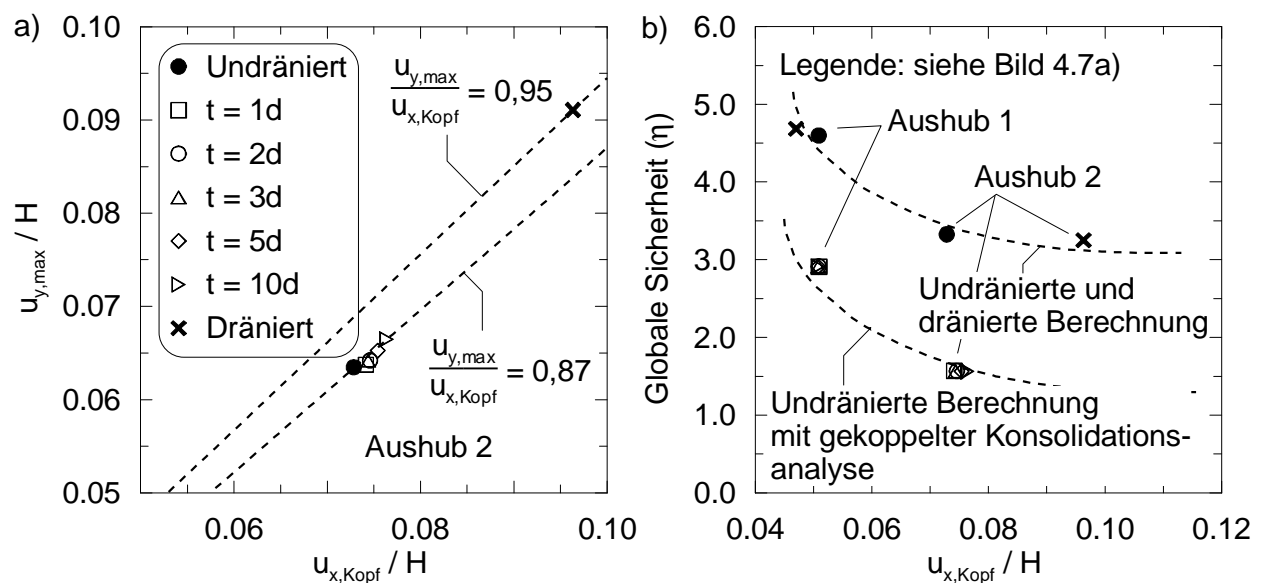 a)
0.10
0.09
0.08
0.07
0.06
0.05
u_y,max / H
Undräniert
t = 1d
t = 2d
t = 3d
t = 5d
t = 10d
Dräniert
u_y,max / u_x,Kopf = 0,95
u_y,max / u_x,Kopf = 0,87
Aushub 2
0.06
0.08
0.10
u_x,Kopf / H
b)
6.0
5.0
4.0
3.0
2.0
1.0
0.0
Globale Sicherheit (η)
Legende: siehe Bild 4.7a)
Aushub 1
Aushub 2
Undränierte und
dränierte Berechnung
Undränierte Berechnung
mit gekoppelter Konsolidations-
analyse
0.04
0.06
0.08
0.10
0.12
u_x,Kopf / H